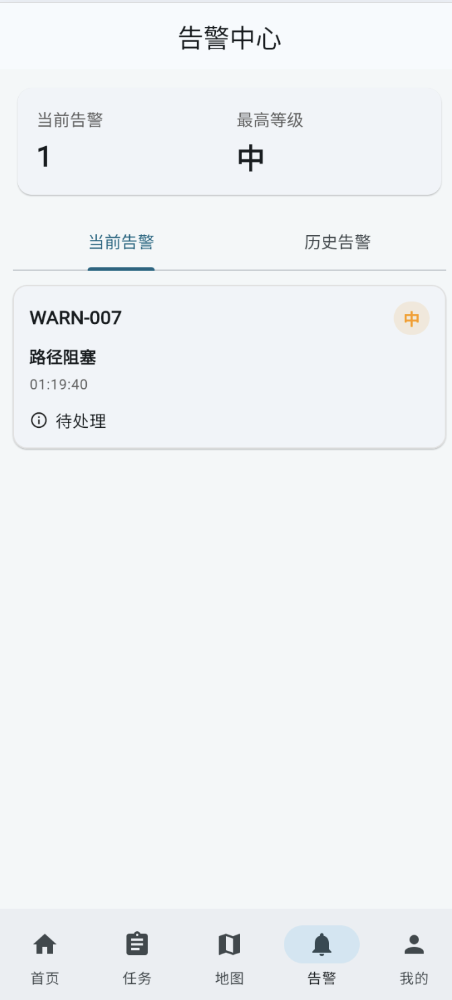 告警中心
当前告警 最高等级
1 中
当前告警 历史告警
WARN-007 中
路径阻塞
01:19:40
待处理
首页 任务 地图 告警 我的